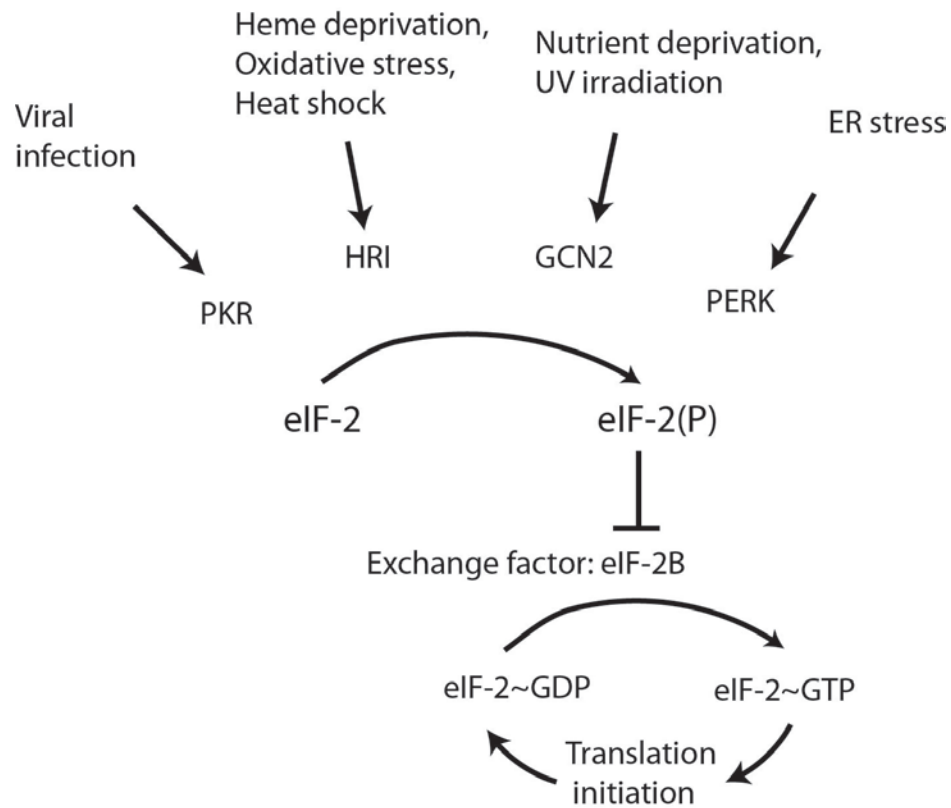 Heme deprivation,
Oxidative stress,
Heat shock
Nutrient deprivation,
UV irradiation
Viral
infection
ER stress
HRI
GCN2
PKR
PERK
eIF-2
eIF-2(P)
Exchange factor: eIF-2B
eIF-2~GDP
eIF-2~GTP
Translation
initiation